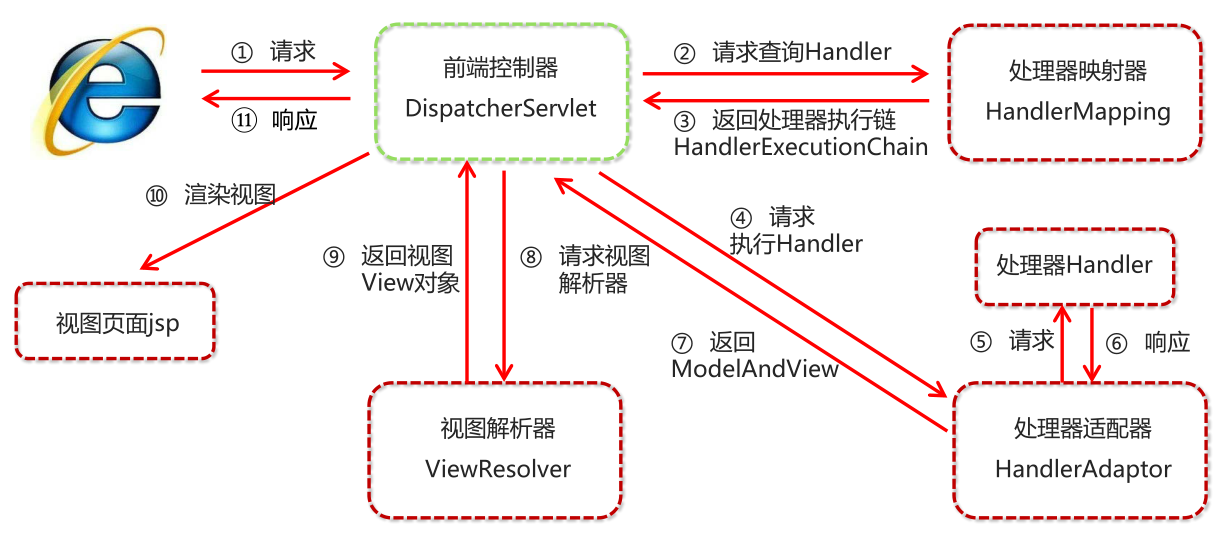 ① 请求
⑪ 响应
前端控制器
DispatcherServlet
② 请求查询Handler
③ 返回处理器执行链
HandlerExecutionChain
处理器映射器
HandlerMapping
⑩ 渲染视图
⑨ 返回视图
View对象
⑧ 请求视图
解析器
④ 请求
执行Handler
处理器Handler
视图页面jsp
⑦ 返回
ModelAndView
⑤ 请求
⑥ 响应
视图解析器
ViewResolver
处理器适配器
HandlerAdaptor